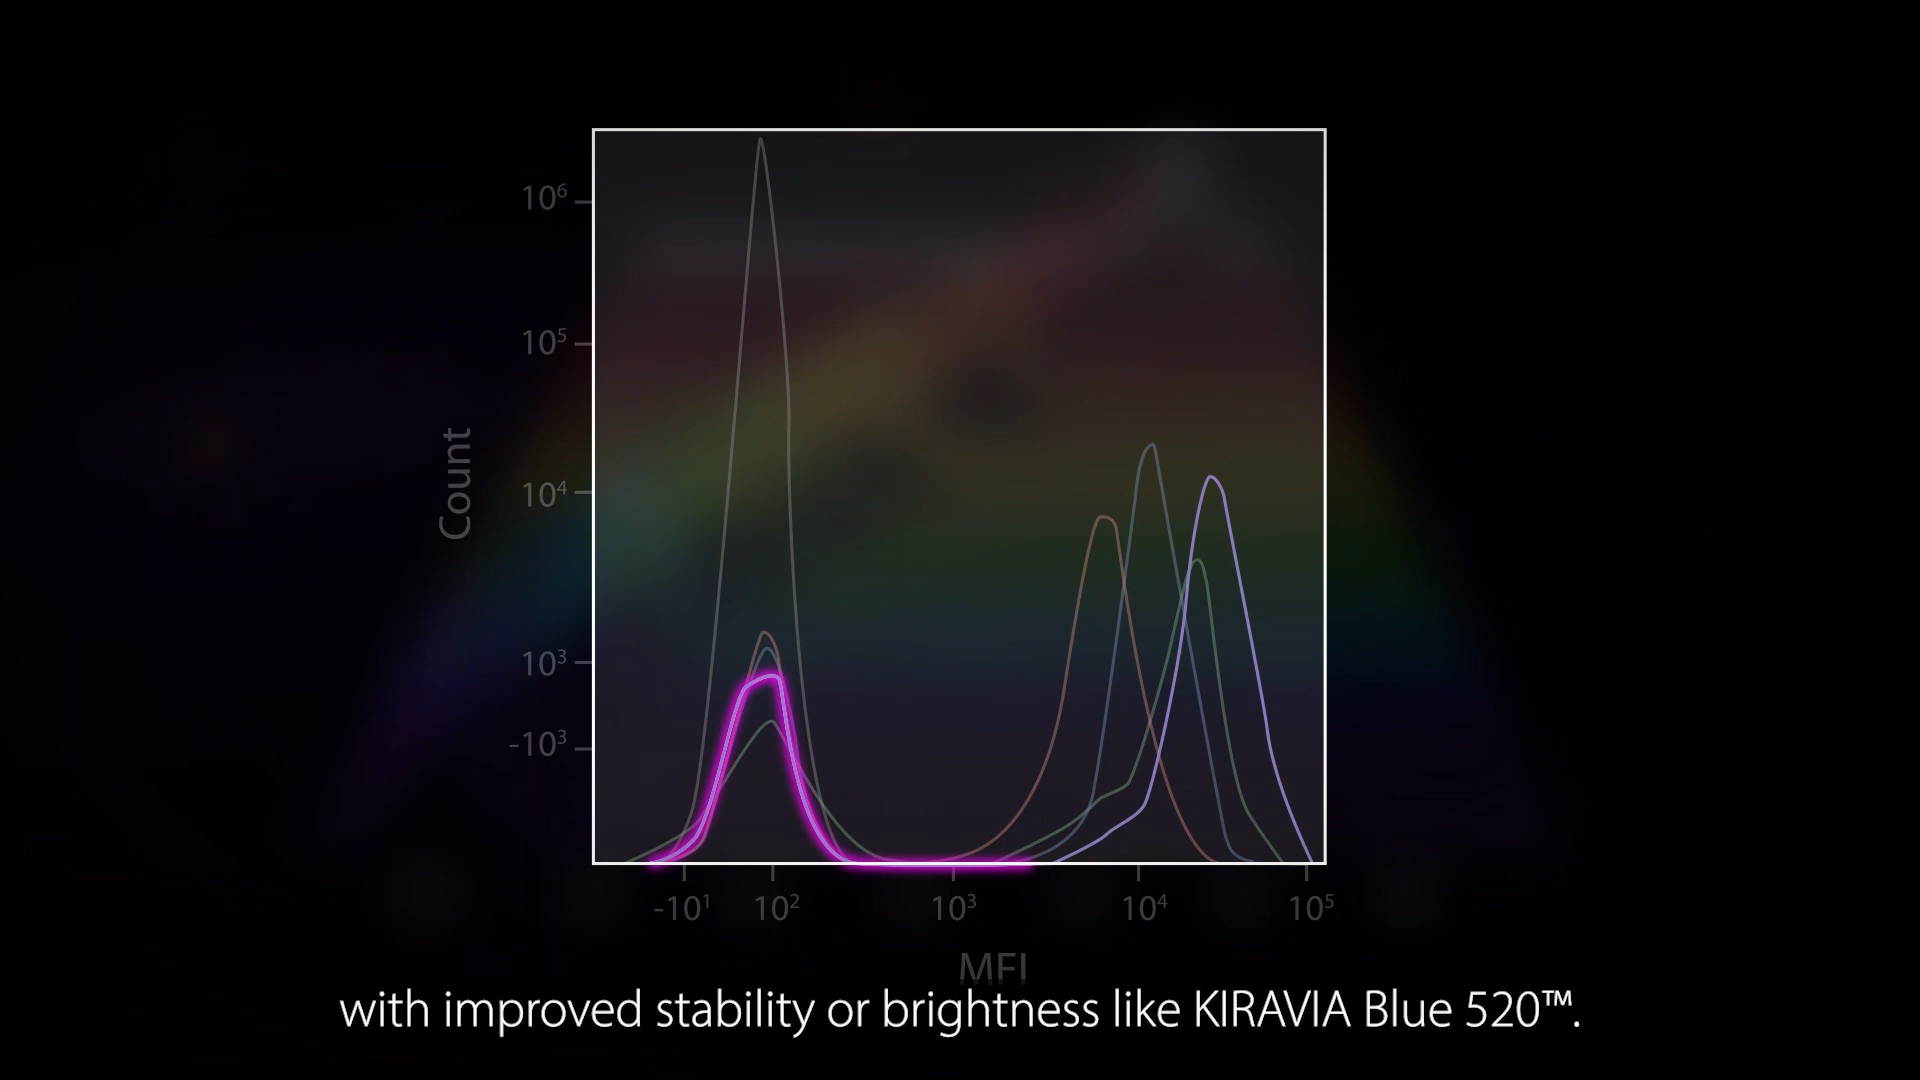 10⁶
10⁵
10⁴
10³
-10³
Count
-10¹ 10² 10³ 10⁴ 10⁵
MFI
with improved stability or brightness like KIRAVIA Blue 520™.